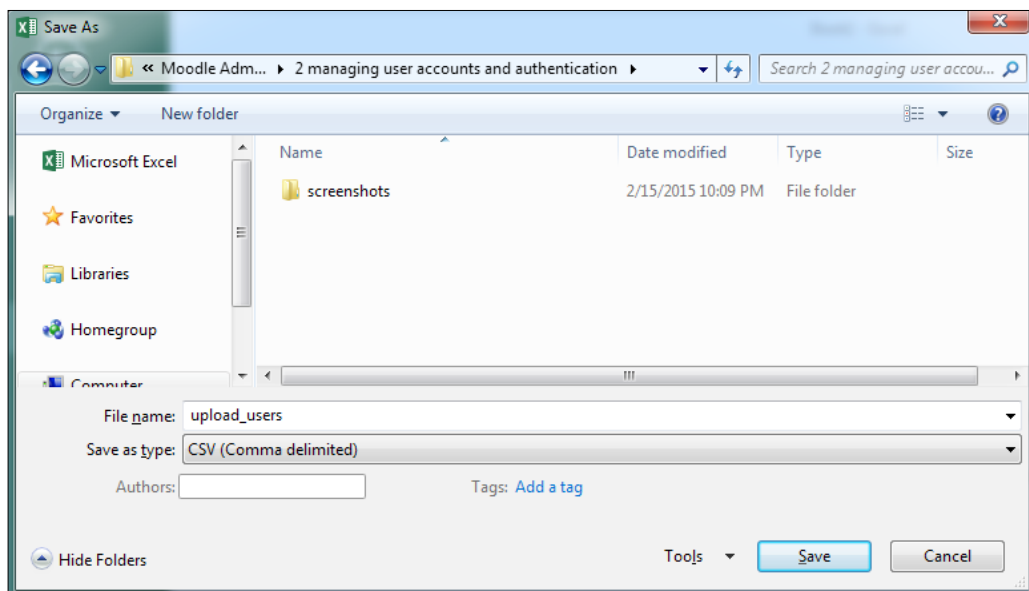 Save As
« Moodle Adm... 2 managing user accounts and authentication Search 2 managing user accou...
Organize New folder
Name Date modified Type Size
Microsoft Excel
screenshots 2/15/2015 10:09 PM File folder
Favorites
Libraries
Homegroup
Computer
File name: upload_users
Save as type: CSV (Comma delimited)
Authors: Tags: Add a tag
Hide Folders Tools Save Cancel